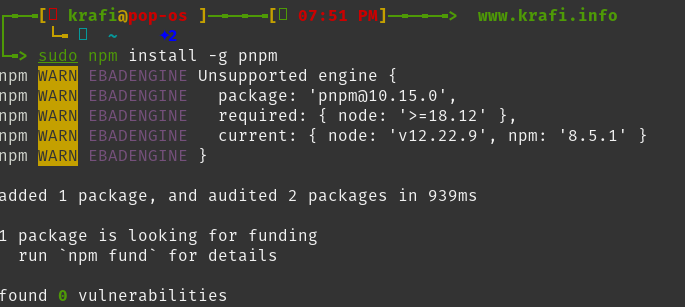 ┌──[ krafi@pop-os ]─────[ 07:51 PM]─────> www.krafi.info
└─ ~ +2
└─> sudo npm install -g pnpm
npm WARN EBADENGINE Unsupported engine {
npm WARN EBADENGINE   package: 'pnpm@10.15.0',
npm WARN EBADENGINE   required: { node: '>=18.12' },
npm WARN EBADENGINE   current: { node: 'v12.22.9', npm: '8.5.1' }
npm WARN EBADENGINE }
added 1 package, and audited 2 packages in 939ms
1 package is looking for funding
  run `npm fund` for details
found 0 vulnerabilities